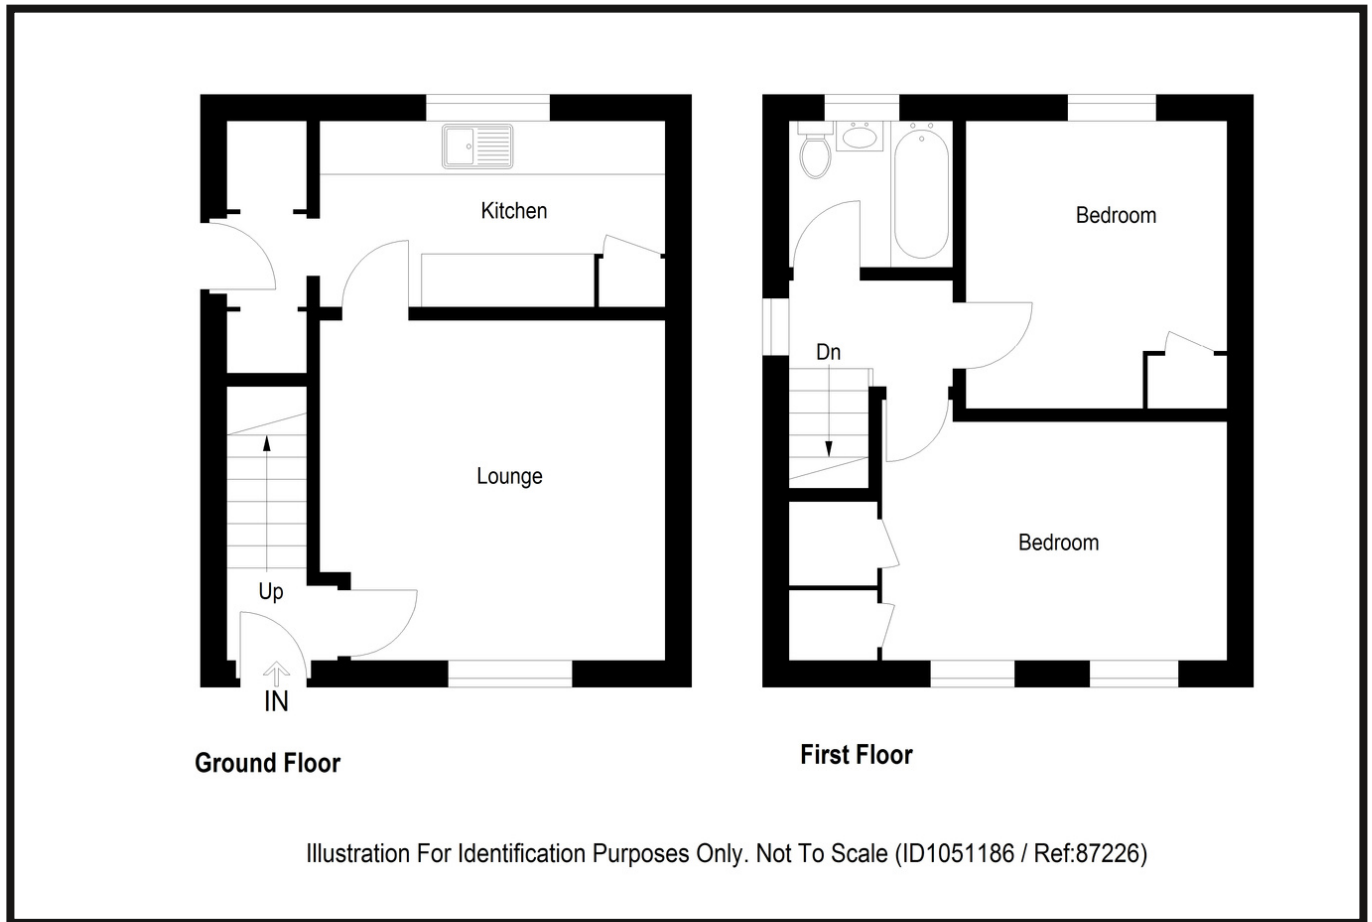 Kitchen
Bedroom
Dn
Lounge
Bedroom
Up
IN
Ground Floor
First Floor
Illustration For Identification Purposes Only. Not To Scale (ID1051186 / Ref:87226)